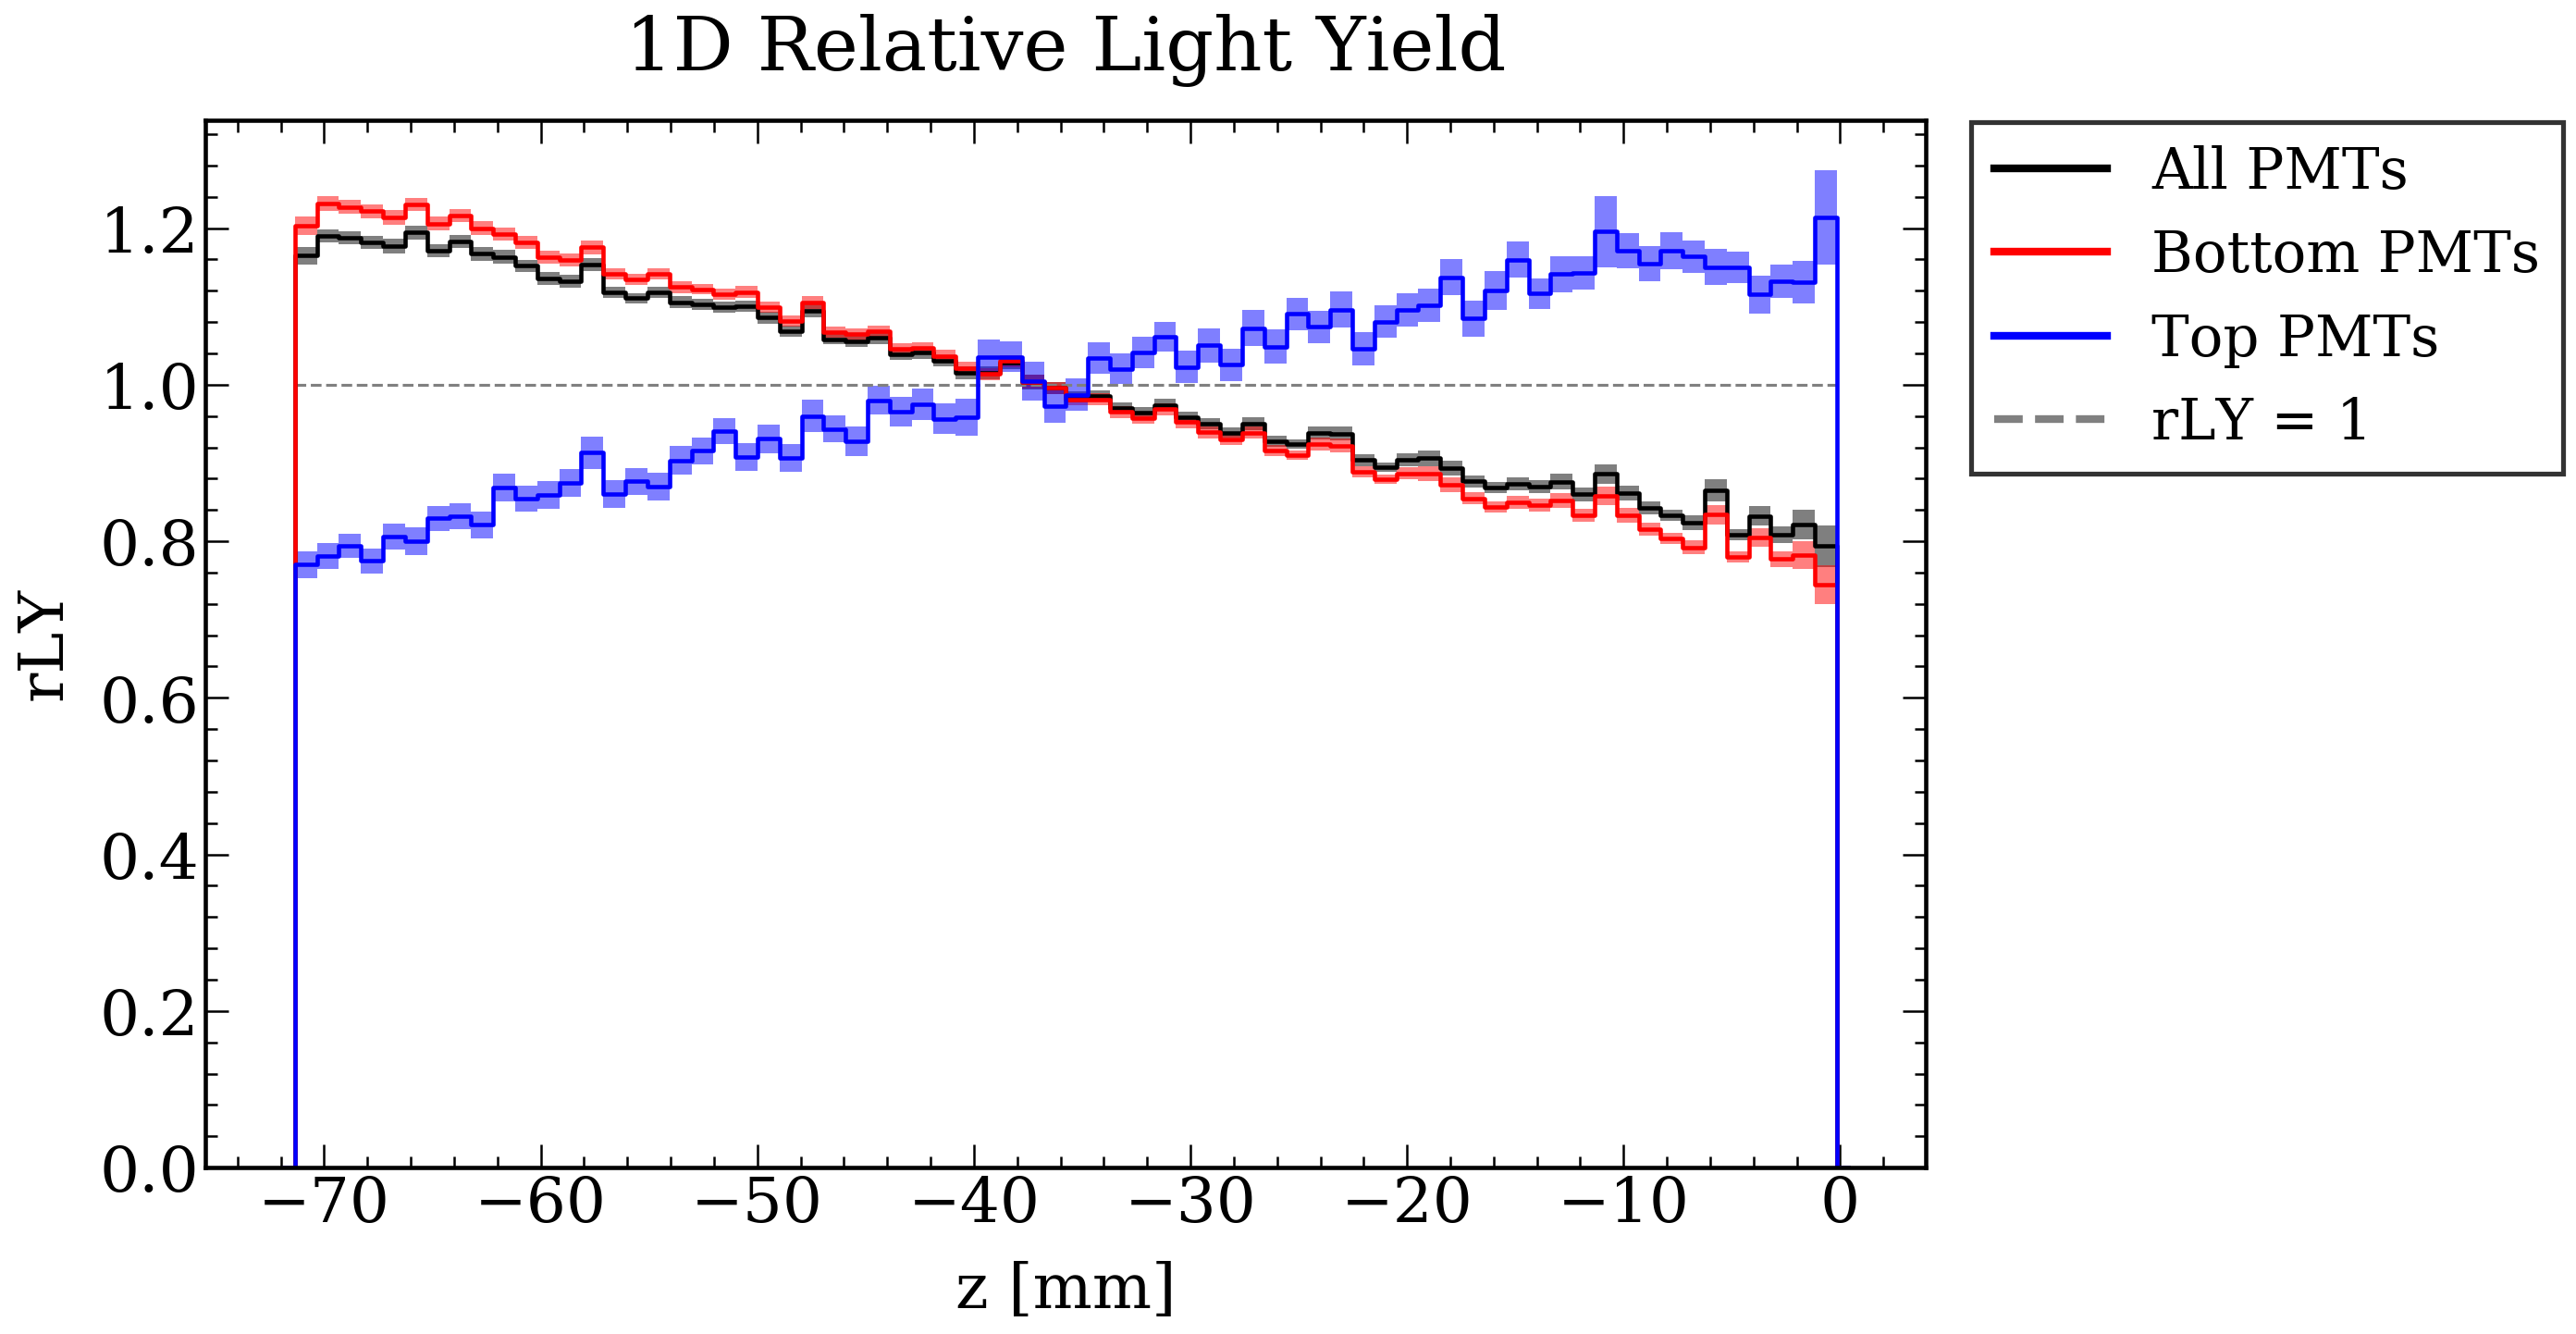 1D Relative Light Yield
rLY
1.2
1.0
0.8
0.6
0.4
0.2
0.0
−70 −60 −50 −40 −30 −20 −10 0
z [mm]
All PMTs
Bottom PMTs
Top PMTs
rLY = 1